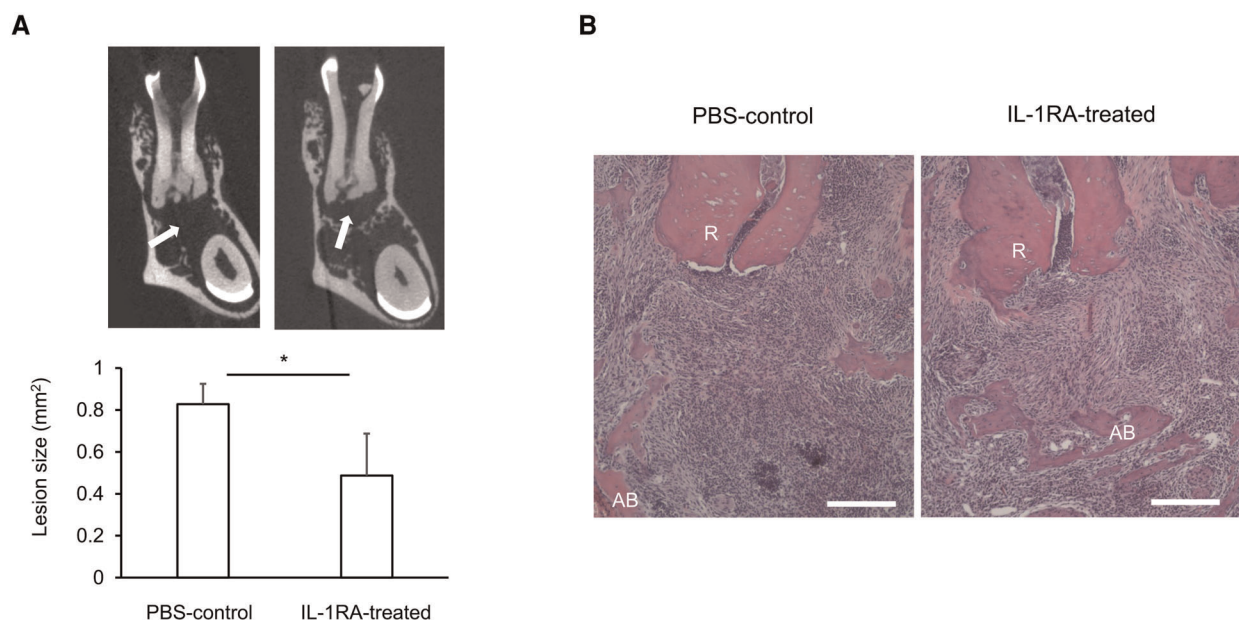 A
B
PBS-control
IL-1RA-treated
R
R
AB
AB
*
1
0.8
0.6
0.4
0.2
0
Lesion size (mm²)
PBS-control
IL-1RA-treated